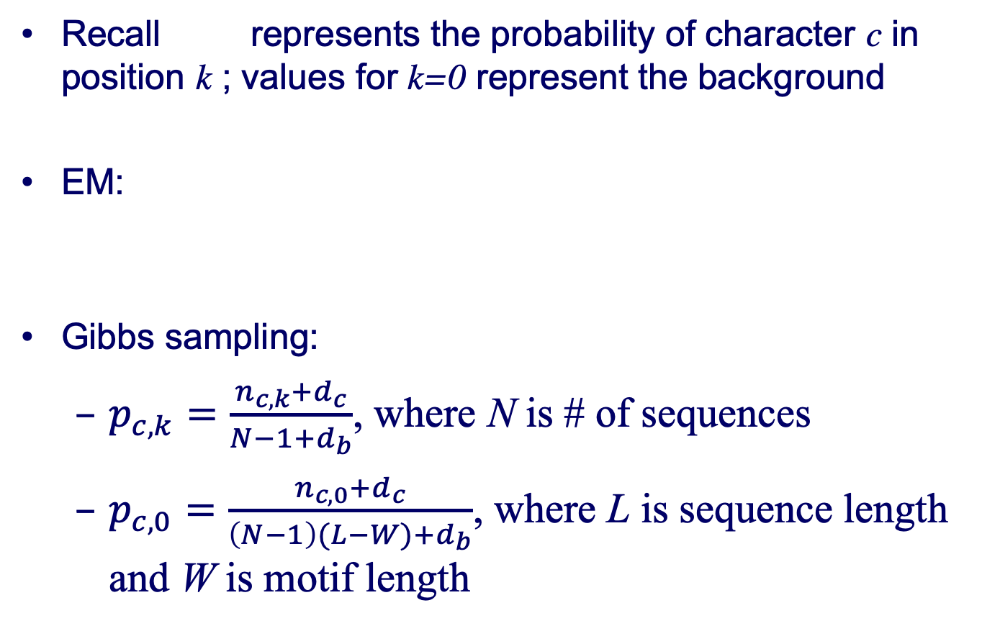 • Recall represents the probability of character c in
position k ; values for k=0 represent the background
• EM:
• Gibbs sampling:
– p_{c,k} = \frac{n_{c,k}+d_c}{N−1+d_b}, where N is # of sequences
– p_{c,0} = \frac{n_{c,0}+d_c}{(N−1)(L−W)+d_b}, where L is sequence length
and W is motif length